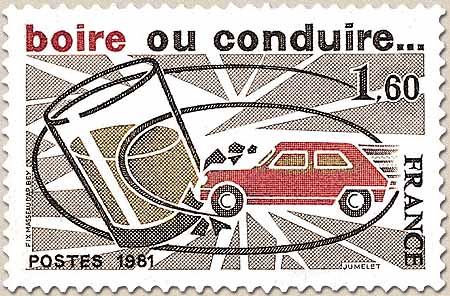 boire ou conduire...
1,60
FRANCE
POSTES 1981
JUMELET